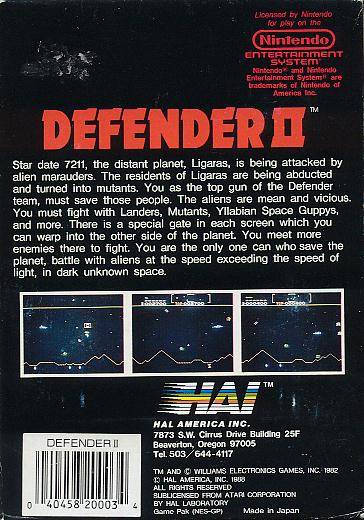 Licensed by Nintendo
for play on the
Nintendo
ENTERTAINMENT
SYSTEM
Nintendo® and Nintendo
Entertainment System® are
trademarks of Nintendo of
America Inc.
DEFENDER II™
Star date 7211, the distant planet, Ligaras, is being attacked by
alien marauders. The residents of Ligaras are being abducted
and turned into mutants. You as the top gun of the Defender
team, must save those people. The aliens are mean and vicious.
You must fight with Landers, Mutants, Yllabian Space Guppys,
and more. There is a special gate in each screen which you
can warp into the other side of the planet. You meet more
enemies there to fight. You are the only one who can save the
planet, battle with aliens at the speed exceeding the speed of
light, in dark unknown space.
HAL™
HAL AMERICA INC.
7873 S.W. Cirrus Drive Building 25F
Beaverton, Oregon 97005
Tel. 503/644-4117
DEFENDER II
0 40458 20003 4
TM AND © WILLIAMS ELECTRONICS GAMES, INC. 1982
© HAL AMERICA, INC. 1988
ALL RIGHTS RESERVED
SUBLICENSED FROM ATARI CORPORATION
BY HAL LABORATORY
Game Pak (NES-GP) Made in Japan